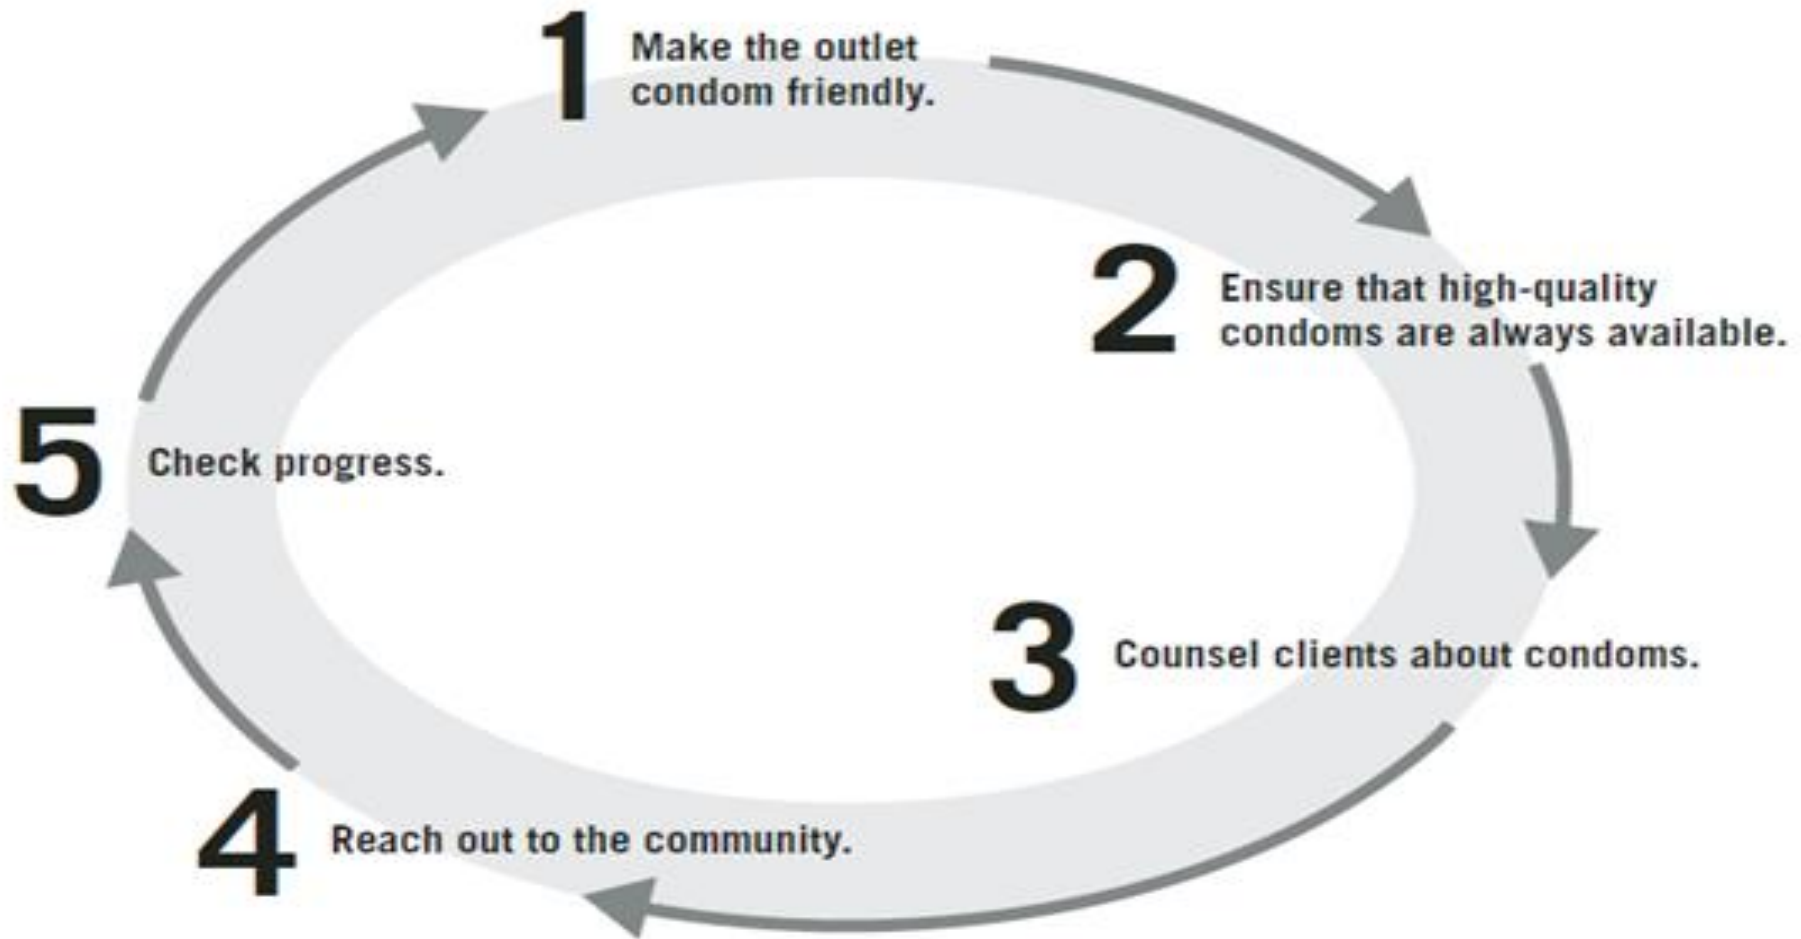 1 Make the outlet
condom friendly.
2 Ensure that high-quality
condoms are always available.
3 Counsel clients about condoms.
4 Reach out to the community.
5 Check progress.